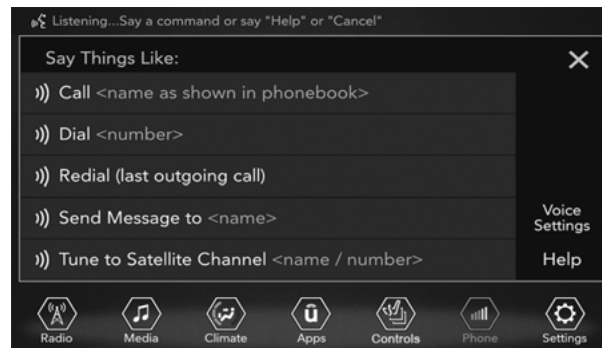 Listening...Say a command or say "Help" or "Cancel"
Say Things Like:
Call <name as shown in phonebook>
Dial <number>
Redial (last outgoing call)
Send Message to <name>
Tune to Satellite Channel <name / number>
Voice
Settings
Help
Radio
Media
Climate
Apps
Controls
Phone
Settings